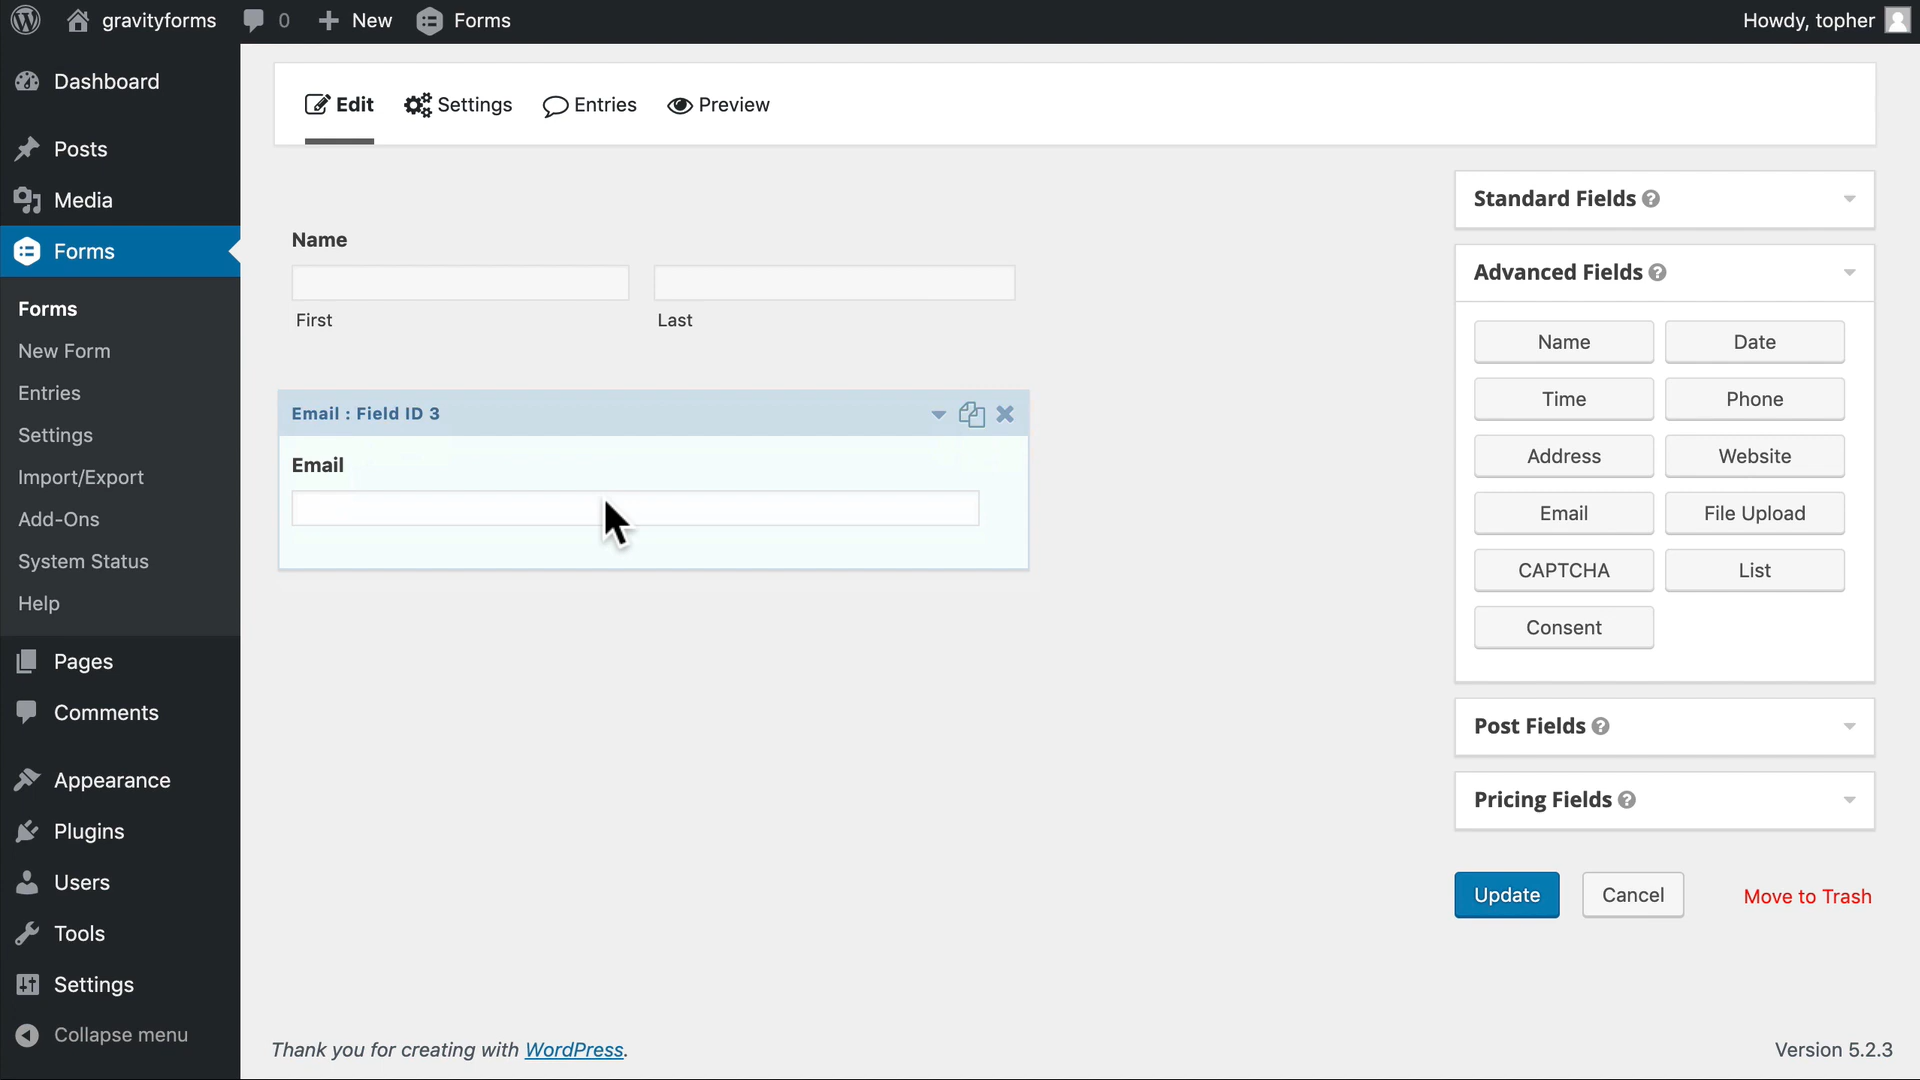 gravityforms 0 New Forms Howdy, topher
Dashboard
Posts
Media
Forms
Forms
New Form
Entries
Settings
Import/Export
Add-Ons
System Status
Help
Pages
Comments
Appearance
Plugins
Users
Tools
Settings
Collapse menu
Edit Settings Entries Preview
Name
First Last
Email : Field ID 3
Email
Standard Fields ?
Advanced Fields ?
Name Date
Time Phone
Address Website
Email File Upload
CAPTCHA List
Consent
Post Fields ?
Pricing Fields ?
Update Cancel Move to Trash
Thank you for creating with WordPress. Version 5.2.3